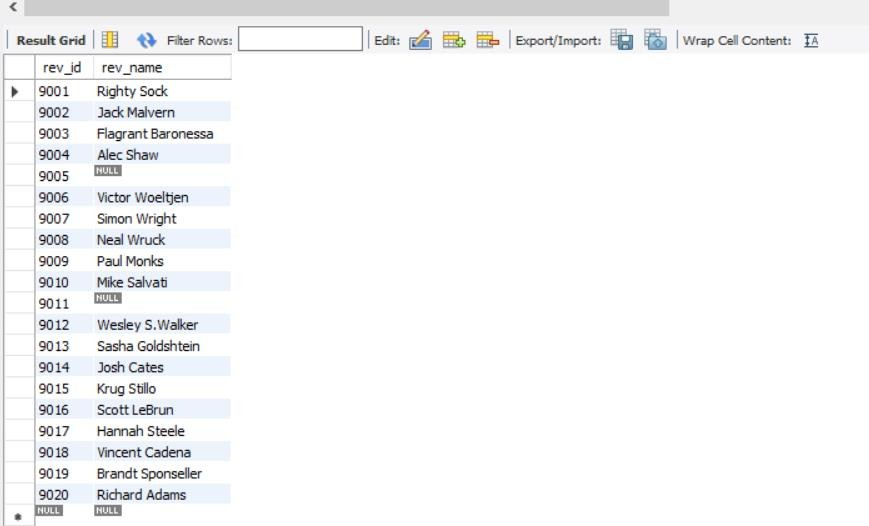 Result Grid Filter Rows: Edit: Export/Import: Wrap Cell Content: IA
rev_id rev_name
9001 Righty Sock
9002 Jack Malvern
9003 Flagrant Baronessa
9004 Alec Shaw
9005 NULL
9006 Victor Woeltjen
9007 Simon Wright
9008 Neal Wruck
9009 Paul Monks
9010 Mike Salvati
9011 NULL
9012 Wesley S.Walker
9013 Sasha Goldshtein
9014 Josh Cates
9015 Krug Stillo
9016 Scott LeBrun
9017 Hannah Steele
9018 Vincent Cadena
9019 Brandt Sponseller
9020 Richard Adams
NULL NULL